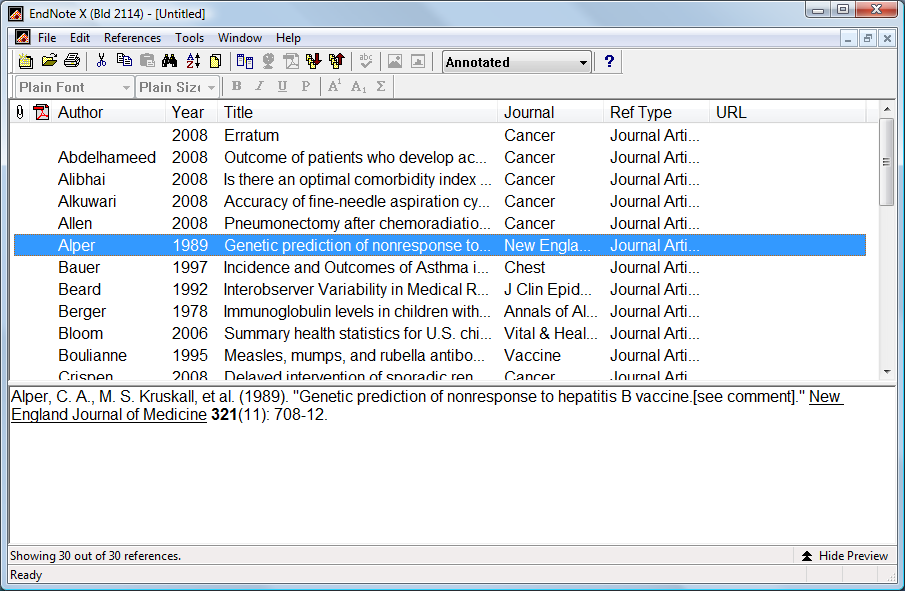 EndNote X (Bld 2114) - [Untitled]
File Edit References Tools Window Help
Annotated
Plain Font Plain Siz B I U P A¹ A₁ Σ
Author Year Title Journal Ref Type URL
2008 Erratum Cancer Journal Arti...
Abdelhameed 2008 Outcome of patients who develop ac... Cancer Journal Arti...
Alibhai 2008 Is there an optimal comorbidity index ... Cancer Journal Arti...
Alkuwari 2008 Accuracy of fine-needle aspiration cy... Cancer Journal Arti...
Allen 2008 Pneumonectomy after chemoradiatio... Cancer Journal Arti...
Alper 1989 Genetic prediction of nonresponse to... New Engla... Journal Arti...
Bauer 1997 Incidence and Outcomes of Asthma i... Chest Journal Arti...
Beard 1992 Interobserver Variability in Medical R... J Clin Epid... Journal Arti...
Berger 1978 Immunoglobulin levels in children with... Annals of Al... Journal Arti...
Bloom 2006 Summary health statistics for U.S. chi... Vital & Heal... Journal Arti...
Boulianne 1995 Measles, mumps, and rubella antibo... Vaccine Journal Arti...
Crispen 2008 Delayed intervention of sporadic ren... Cancer Journal Arti...
Alper, C. A., M. S. Kruskall, et al. (1989). "Genetic prediction of nonresponse to hepatitis B vaccine.[see comment]." New
England Journal of Medicine 321(11): 708-12.
Showing 30 out of 30 references. Hide Preview
Ready